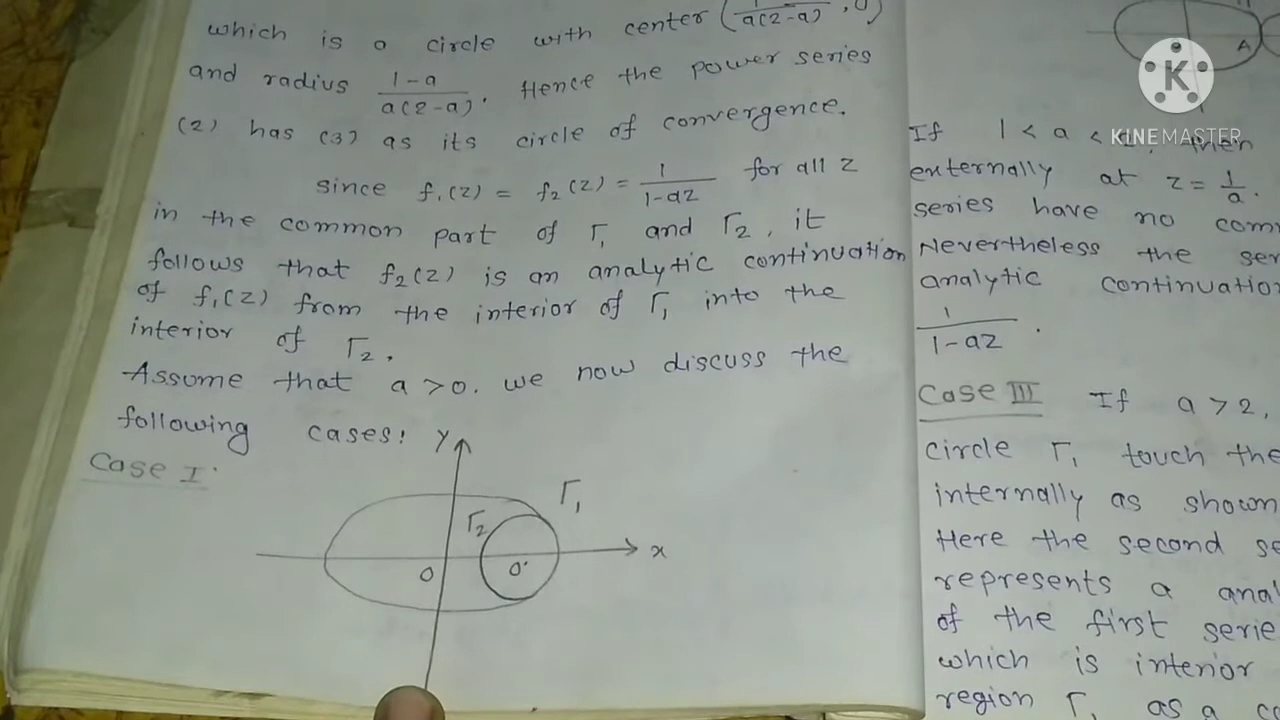 which is a circle with center (1/a(2-a), 0)
and radius 1-a/a(2-a). Hence the power series
(2) has (3) as its circle of convergence.
since f1(z) = f2(z) = 1/1-az for all z
in the common part of Γ1 and Γ2, it
follows that f2(z) is an analytic continuation
of f1(z) from the interior of Γ1 into the
interior of Γ2.
Assume that a > 0. we now discuss the
following cases:
Case I.
Y
Γ1
Γ2
O
O'
x
A
K
KINEMASTER
If 1 < a < then
externally at z = 1/a.
series have no
Nevertheless the
analytic
1/1-az.
Case III If a > 2,
circle Γ1 touch the
internally as shown
Here the second
represents a
of the first
which is interior
region Γ1 as a